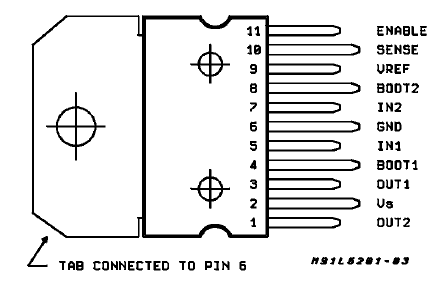 11 ENABLE
10 SENSE
9 VREF
8 BOOT2
7 IN2
6 GND
5 IN1
4 BOOT1
3 OUT1
2 Vs
1 OUT2
TAB CONNECTED TO PIN 6
M91L6201-03